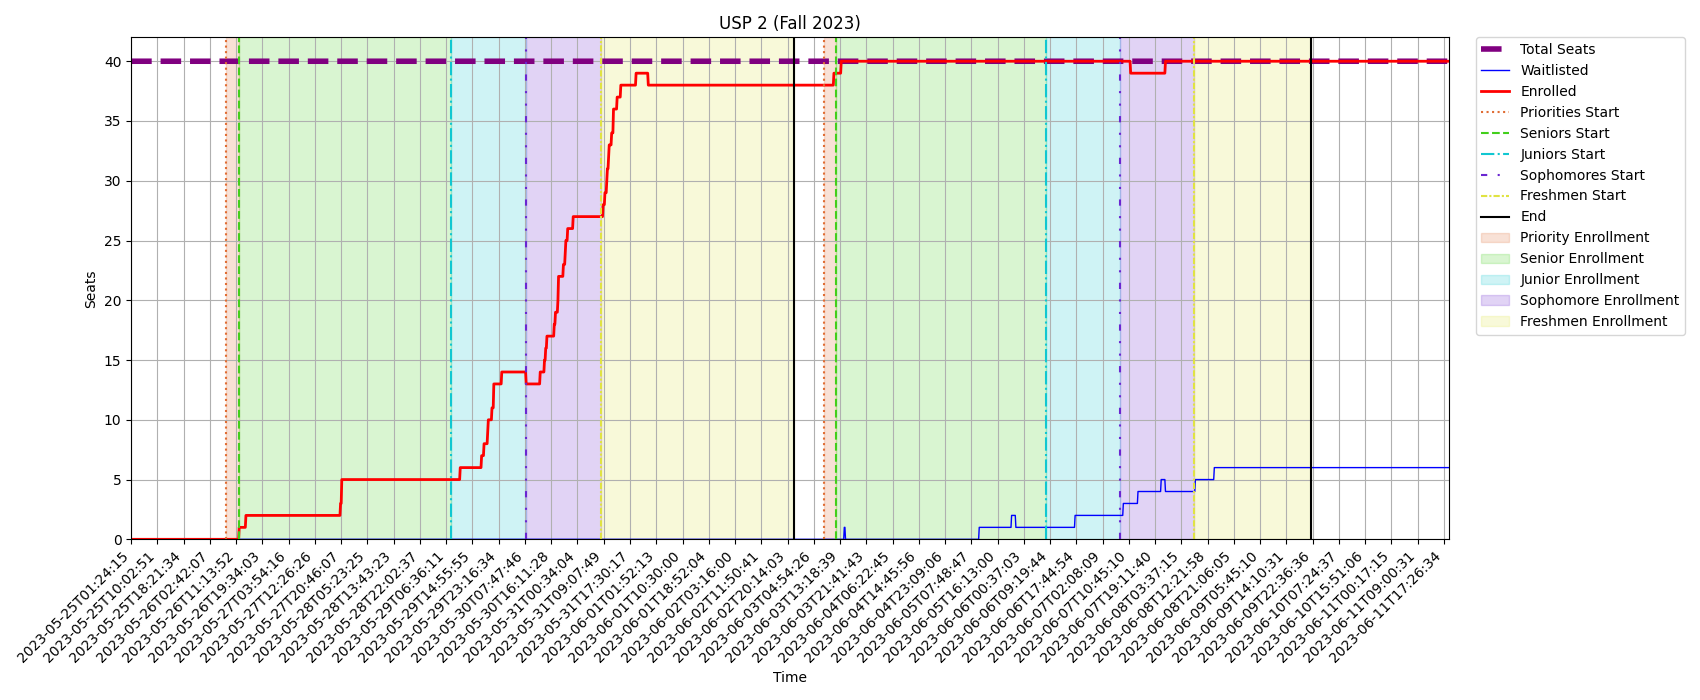 USP 2 (Fall 2023)
Seats
40
35
30
25
20
15
10
5
0
2023-05-25T01:24:15
2023-05-25T10:02:51
2023-05-25T18:21:34
2023-05-26T02:42:07
2023-05-26T11:13:52
2023-05-26T19:34:03
2023-05-27T03:54:16
2023-05-27T12:26:26
2023-05-27T20:46:07
2023-05-28T05:23:25
2023-05-28T13:43:23
2023-05-28T22:02:37
2023-05-29T06:36:11
2023-05-29T14:55:55
2023-05-29T23:16:34
2023-05-30T07:47:46
2023-05-30T16:11:28
2023-05-31T00:34:04
2023-05-31T09:07:49
2023-05-31T17:30:17
2023-06-01T01:52:13
2023-06-01T10:30:00
2023-06-01T18:52:04
2023-06-02T03:16:00
2023-06-02T11:50:41
2023-06-02T20:14:03
2023-06-03T04:54:26
2023-06-03T13:18:39
2023-06-03T21:41:43
2023-06-04T06:22:45
2023-06-04T14:45:56
2023-06-04T23:09:06
2023-06-05T07:48:47
2023-06-05T16:13:00
2023-06-06T00:37:03
2023-06-06T09:19:44
2023-06-06T17:44:54
2023-06-07T02:08:09
2023-06-07T10:45:10
2023-06-07T19:11:40
2023-06-08T03:37:15
2023-06-08T12:21:58
2023-06-08T21:06:05
2023-06-09T05:45:10
2023-06-09T14:10:31
2023-06-09T22:36:36
2023-06-10T07:24:37
2023-06-10T15:51:06
2023-06-11T00:17:15
2023-06-11T09:00:31
2023-06-11T17:26:34
Time
Total Seats
Waitlisted
Enrolled
Priorities Start
Seniors Start
Juniors Start
Sophomores Start
Freshmen Start
End
Priority Enrollment
Senior Enrollment
Junior Enrollment
Sophomore Enrollment
Freshmen Enrollment